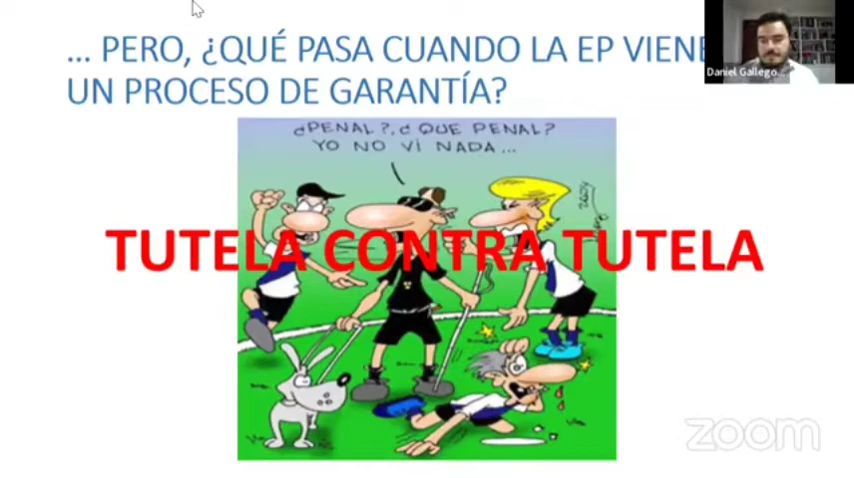 ... PERO, ¿QUÉ PASA CUANDO LA EP VIENE
UN PROCESO DE GARANTÍA?
Daniel Gallego...
¿PENAL?, ¿ QUE PENAL?
YO NO VI NADA...
TUTELA CONTRA TUTELA
zoom